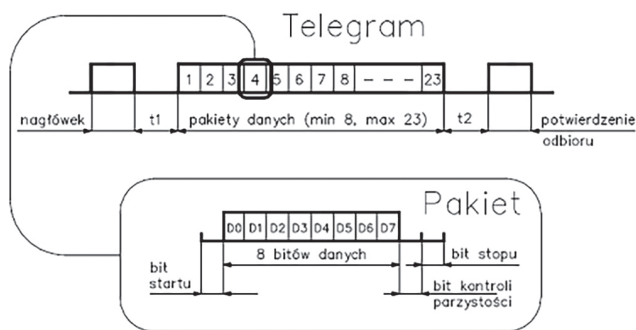 Telegram
1 2 3 4 5 6 7 8 - - - 23
nagłówek t1 pakiety danych (min 8, max 23) t2 potwierdzenie
odbioru
Pakiet
D0 D1 D2 D3 D4 D5 D6 D7
8 bitów danych bit stopu
bit
startu
bit kontroli
parzystości